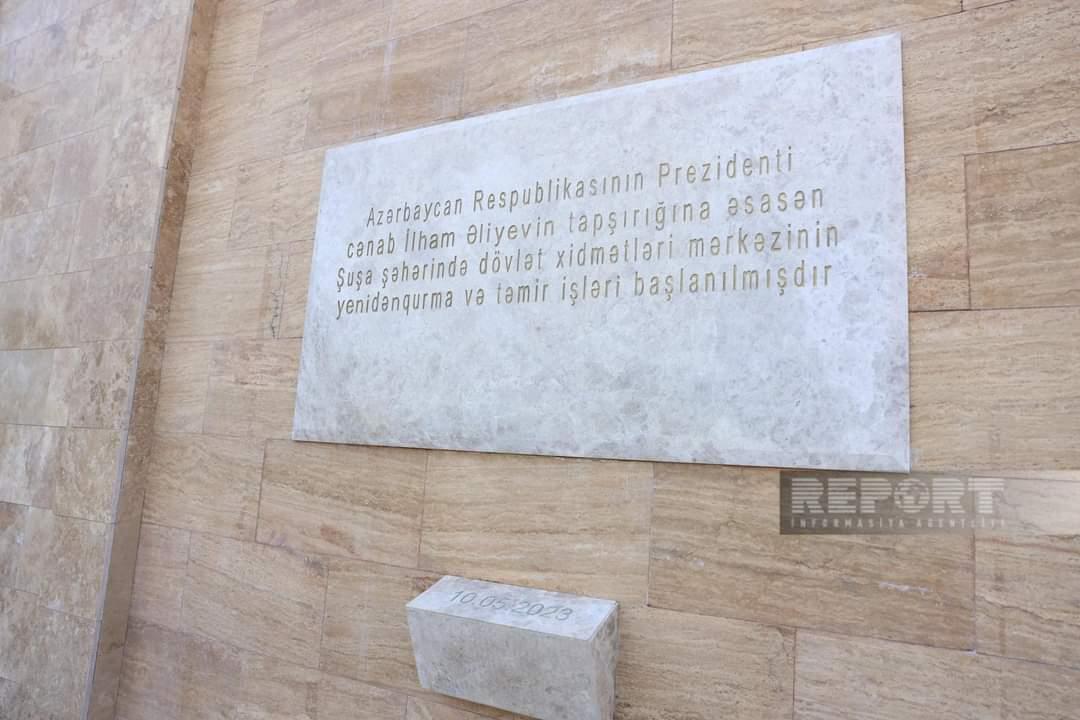 Azərbaycan Respublikasının Prezidenti
cənab İlham Əliyevin tapşırığına əsasən
Şuşa şəhərində dövlət xidmətləri mərkəzinin
yenidənqurma və təmir işləri başlanılmışdır
REPORT
İNFORMASİYA AGENTLİYİ
10.05.2023